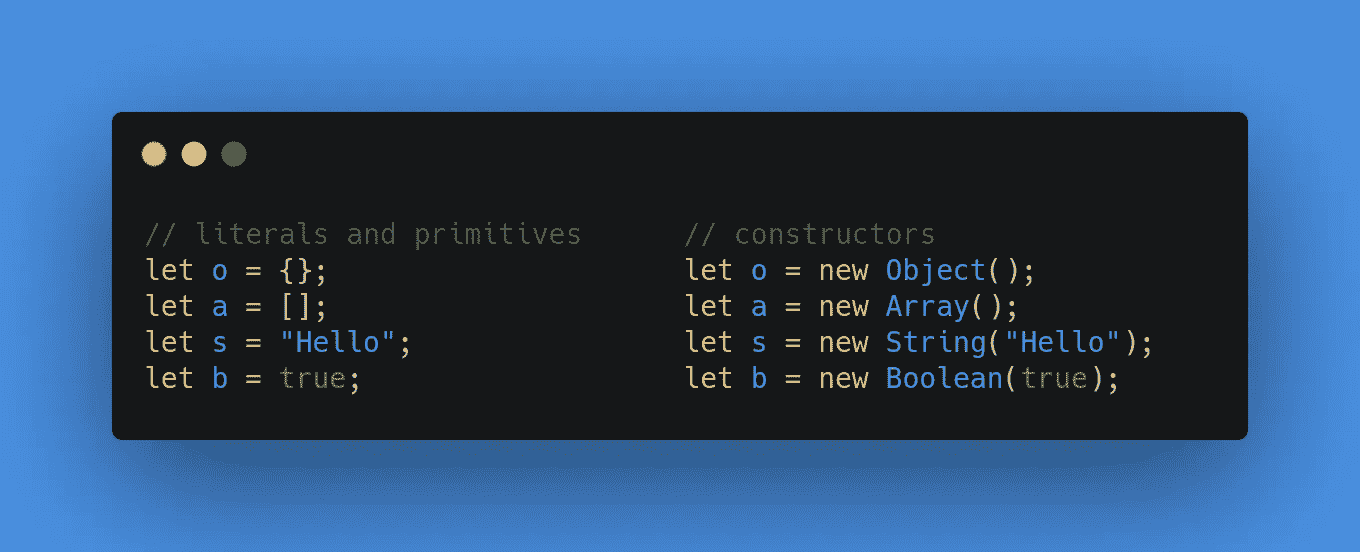 // literals and primitives
let o = {};
let a = [];
let s = "Hello";
let b = true;
// constructors
let o = new Object();
let a = new Array();
let s = new String("Hello");
let b = new Boolean(true);